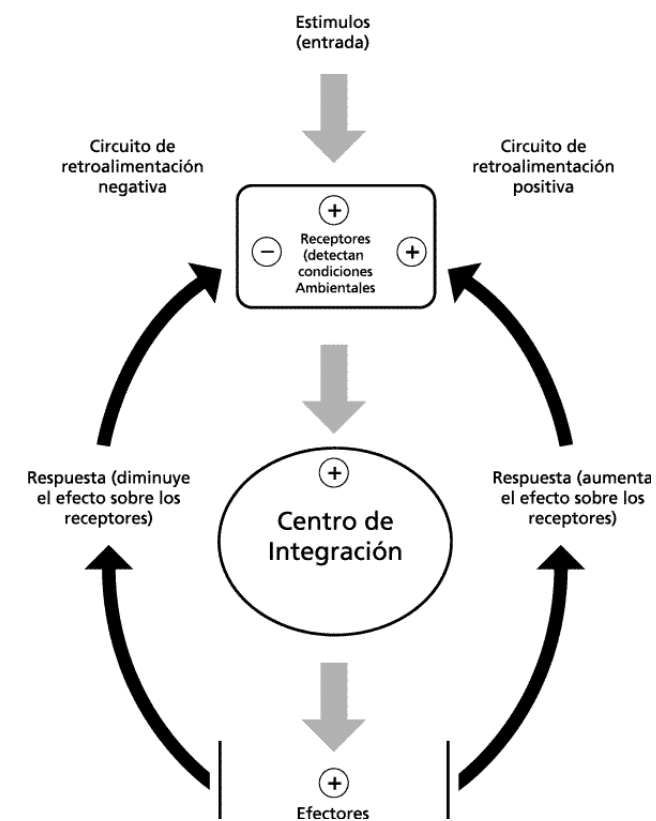 Estimulos
(entrada)
Circuito de
retroalimentación
negativa
Circuito de
retroalimentación
positiva
+
Receptores
(detectan
condiciones
Ambientales
−
+
Respuesta (diminuye
el efecto sobre los
receptores)
+
Centro de
Integración
Respuesta (aumenta
el efecto sobre los
receptores)
+
Efectores